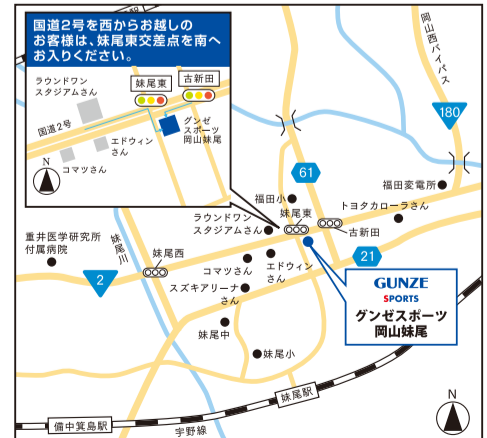 国道2号を西からお越しの
お客様は、妹尾東交差点を南へ
お入りください。
ラウンドワン
スタジアムさん
妹尾東
古新田
国道2号
グンゼ
スポーツ
岡山妹尾
エドウィン
さん
コマツさん
N
岡山西バイパス
180
61
福田変電所
福田小
トヨタカローラさん
妹尾東
古新田
ラウンドワン
スタジアムさん
重井医学研究所
付属病院
妹尾川
妹尾西
21
2
コマツさん
エドウィン
さん
スズキアリーナ
さん
GUNZE
SPORTS
グンゼスポーツ
岡山妹尾
妹尾中
妹尾小
妹尾駅
備中箕島駅
宇野線
N